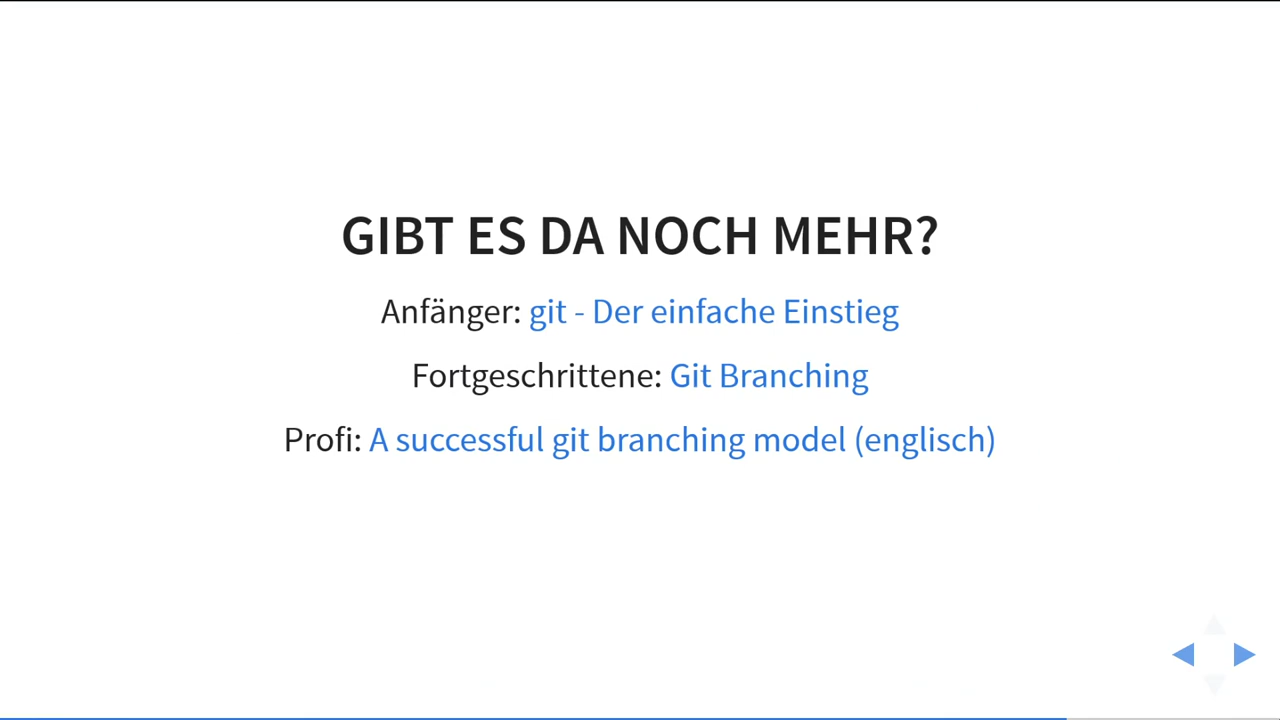 GIBT ES DA NOCH MEHR?
Anfänger: git - Der einfache Einstieg
Fortgeschrittene: Git Branching
Profi: A successful git branching model (englisch)